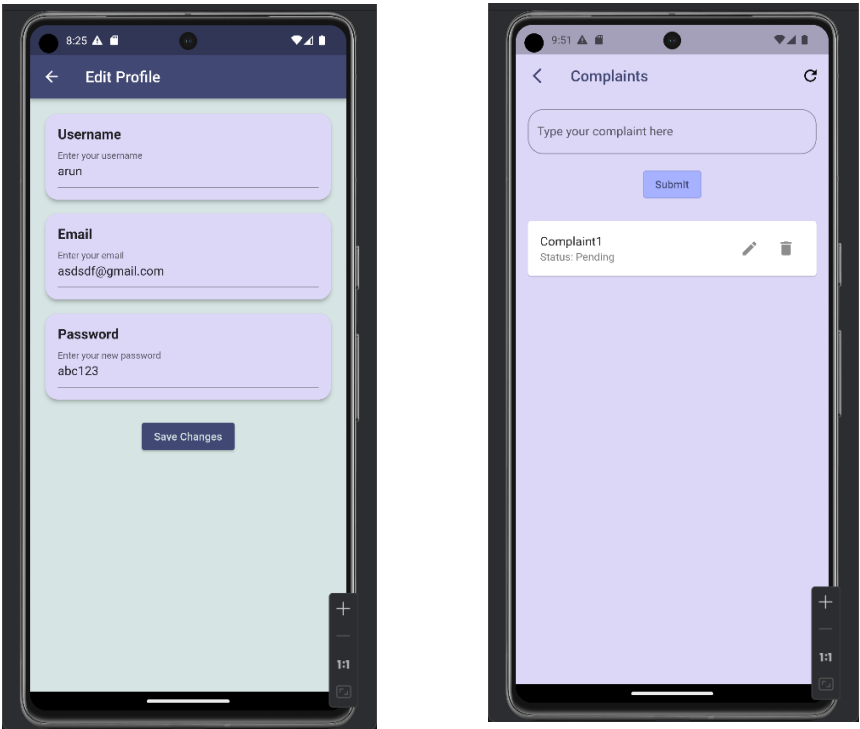 8:25
Edit Profile
Username
Enter your username
arun
Email
Enter your email
asdsdf@gmail.com
Password
Enter your new password
abc123
Save Changes
1:1
9:51
Complaints
Type your complaint here
Submit
Complaint1
Status: Pending
1:1